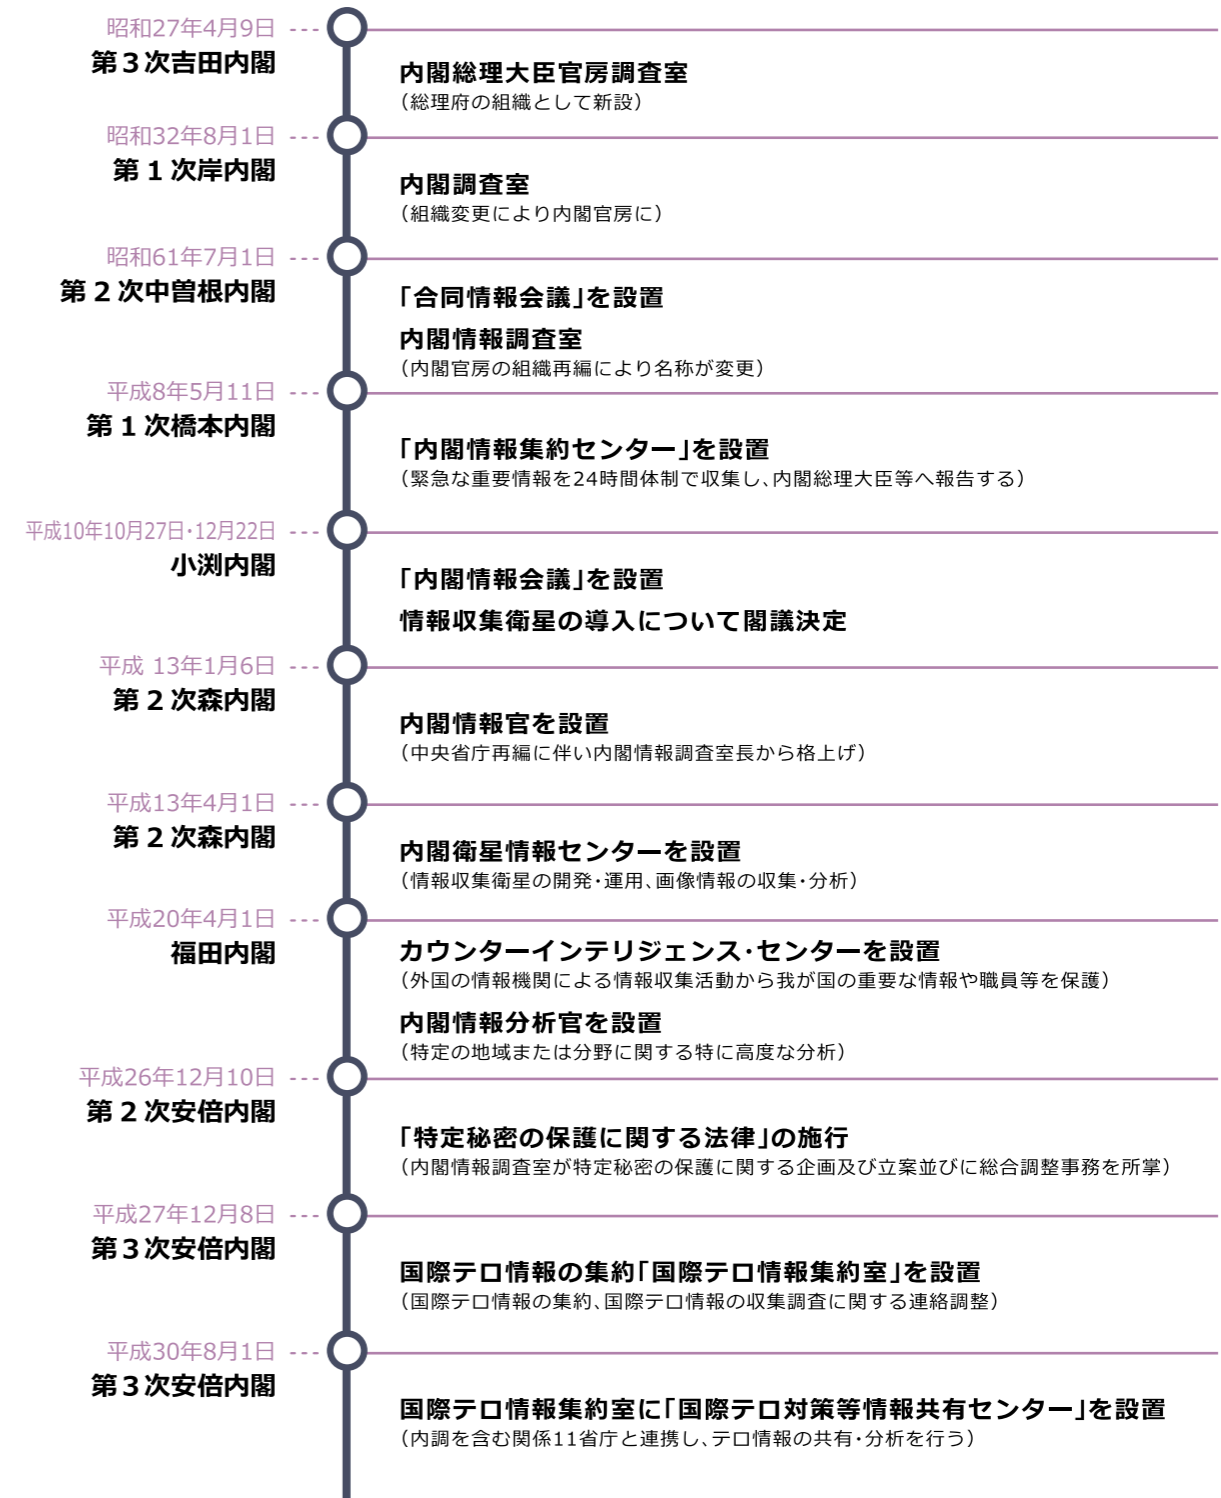 昭和27年4月9日
第3次吉田内閣
内閣総理大臣官房調査室
（総理府の組織として新設）
昭和32年8月1日
第1次岸内閣
内閣調査室
（組織変更により内閣官房に）
昭和61年7月1日
第2次中曽根内閣
「合同情報会議」を設置
内閣情報調査室
（内閣官房の組織再編により名称が変更）
平成8年5月11日
第1次橋本内閣
「内閣情報集約センター」を設置
（緊急な重要情報を24時間体制で収集し、内閣総理大臣等へ報告する）
平成10年10月27日・12月22日
小渕内閣
「内閣情報会議」を設置
情報収集衛星の導入について閣議決定
平成 13年1月6日
第2次森内閣
内閣情報官を設置
（中央省庁再編に伴い内閣情報調査室長から格上げ）
平成13年4月1日
第2次森内閣
内閣衛星情報センターを設置
（情報収集衛星の開発・運用、画像情報の収集・分析）
平成20年4月1日
福田内閣
カウンターインテリジェンス・センターを設置
（外国の情報機関による情報収集活動から我が国の重要な情報や職員等を保護）
内閣情報分析官を設置
（特定の地域または分野に関する特に高度な分析）
平成26年12月10日
第2次安倍内閣
「特定秘密の保護に関する法律」の施行
（内閣情報調査室が特定秘密の保護に関する企画及び立案並びに総合調整事務を所掌）
平成27年12月8日
第3次安倍内閣
国際テロ情報の集約「国際テロ情報集約室」を設置
（国際テロ情報の集約、国際テロ情報の収集調査に関する連絡調整）
平成30年8月1日
第3次安倍内閣
国際テロ情報集約室に「国際テロ対策等情報共有センター」を設置
（内調を含む関係11省庁と連携し、テロ情報の共有・分析を行う）